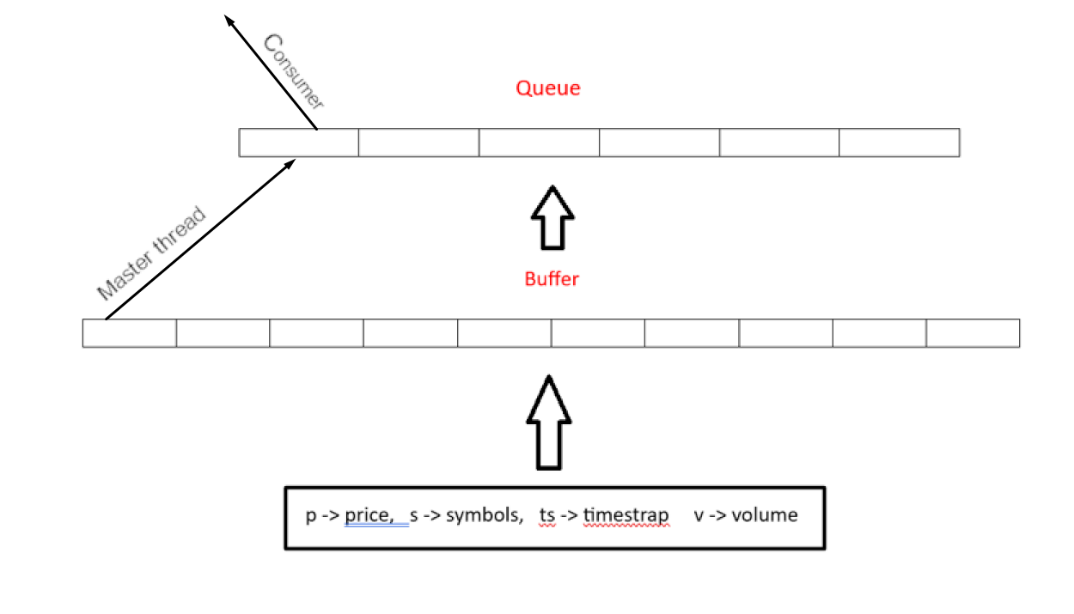 Consumer
Queue
Master thread
Buffer
p -> price,  s -> symbols,  ts -> timestrap  v -> volume